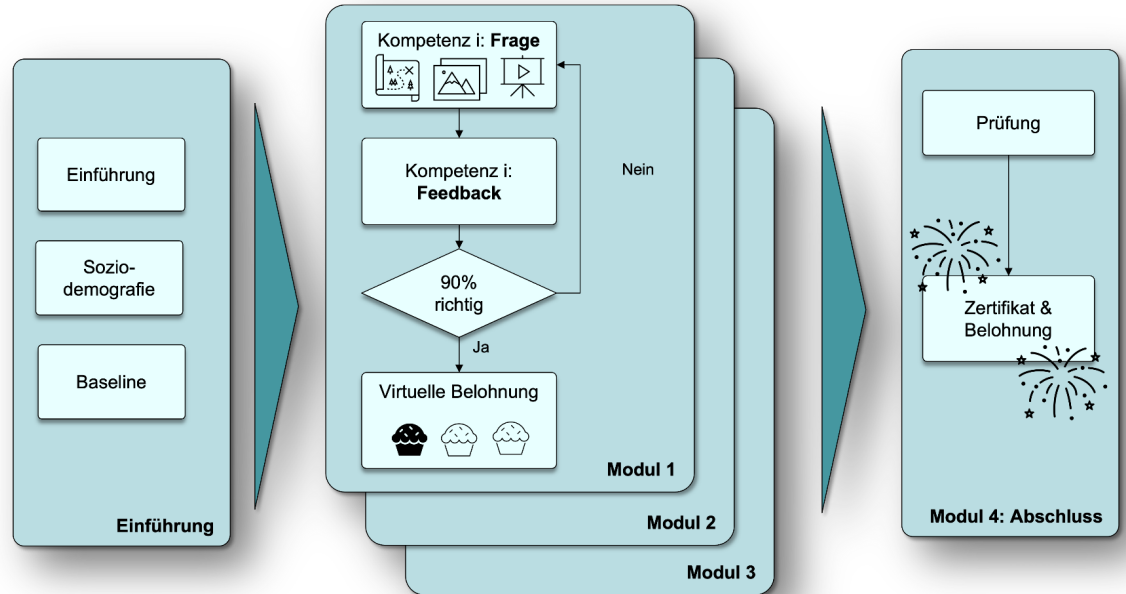 Einführung
Sozio-
demografie
Baseline
Einführung
Kompetenz i: Frage
Kompetenz i:
Feedback
Nein
90%
richtig
Ja
Virtuelle Belohnung
Modul 1
Modul 2
Modul 3
Prüfung
Zertifikat &
Belohnung
Modul 4: Abschluss